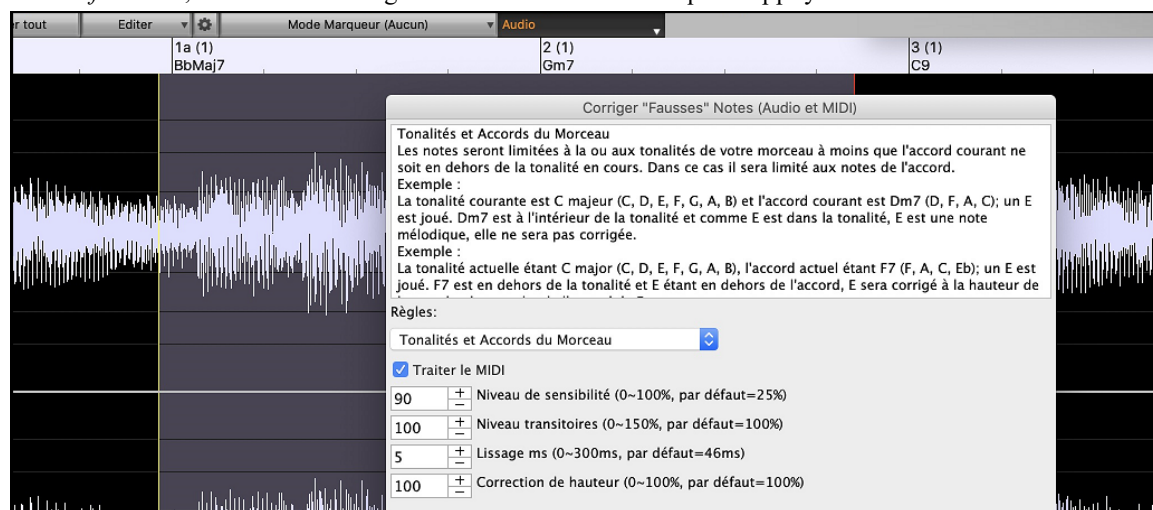 r tout Editer Mode Marqueur (Aucun) Audio
1a (1) 2 (1) 3 (1)
BbMaj7 Gm7 C9
Corriger "Fausses" Notes (Audio et MIDI)
Tonalités et Accords du Morceau
Les notes seront limitées à la ou aux tonalités de votre morceau à moins que l'accord courant ne
soit en dehors de la tonalité en cours. Dans ce cas il sera limité aux notes de l'accord.
Exemple :
La tonalité courante est C majeur (C, D, E, F, G, A, B) et l'accord courant est Dm7 (D, F, A, C); un E
est joué. Dm7 est à l'intérieur de la tonalité et comme E est dans la tonalité, E est une note
mélodique, elle ne sera pas corrigée.
Exemple :
La tonalité actuelle étant C major (C, D, E, F, G, A, B), l'accord actuel étant F7 (F, A, C, Eb); un E est
joué. F7 est en dehors de la tonalité et E étant en dehors de l'accord, E sera corrigé à la hauteur de
Règles:
Tonalités et Accords du Morceau
Traiter le MIDI
90 Niveau de sensibilité (0~100%, par défaut=25%)
100 Niveau transitoires (0~150%, par défaut=100%)
5 Lissage ms (0~300ms, par défaut=46ms)
100 Correction de hauteur (0~100%, par défaut=100%)